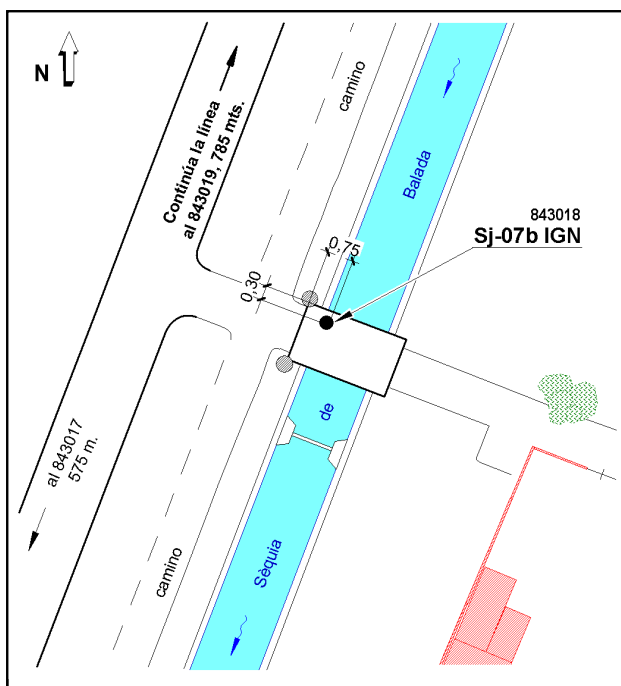 N
camino
Continúa la línea
al 843019, 785 mts.
Balada
843018
Sj-07b IGN
0,75
0,30
de
al 843017
575 m.
Sèquia
camino